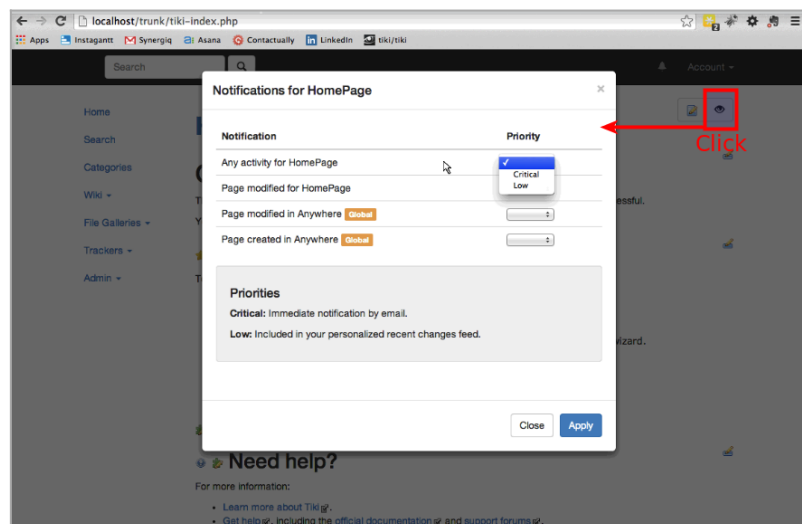 localhost/trunk/tiki-index.php
Apps Instagantt Synergiq Asana Contactually LinkedIn tiki/tiki
Search Account
Notifications for HomePage ×
Home
Search
Categories
Wiki
File Galleries
Trackers
Admin
Click
Notification Priority
Any activity for HomePage
Critical
Low
Page modified for HomePage
Page modified in Anywhere Global
Page created in Anywhere Global
essful.
Priorities
Critical: Immediate notification by email.
Low: Included in your personalized recent changes feed.
wizard.
Close Apply
Need help?
For more information:
Learn more about Tiki.
Get help, including the official documentation and support forums.